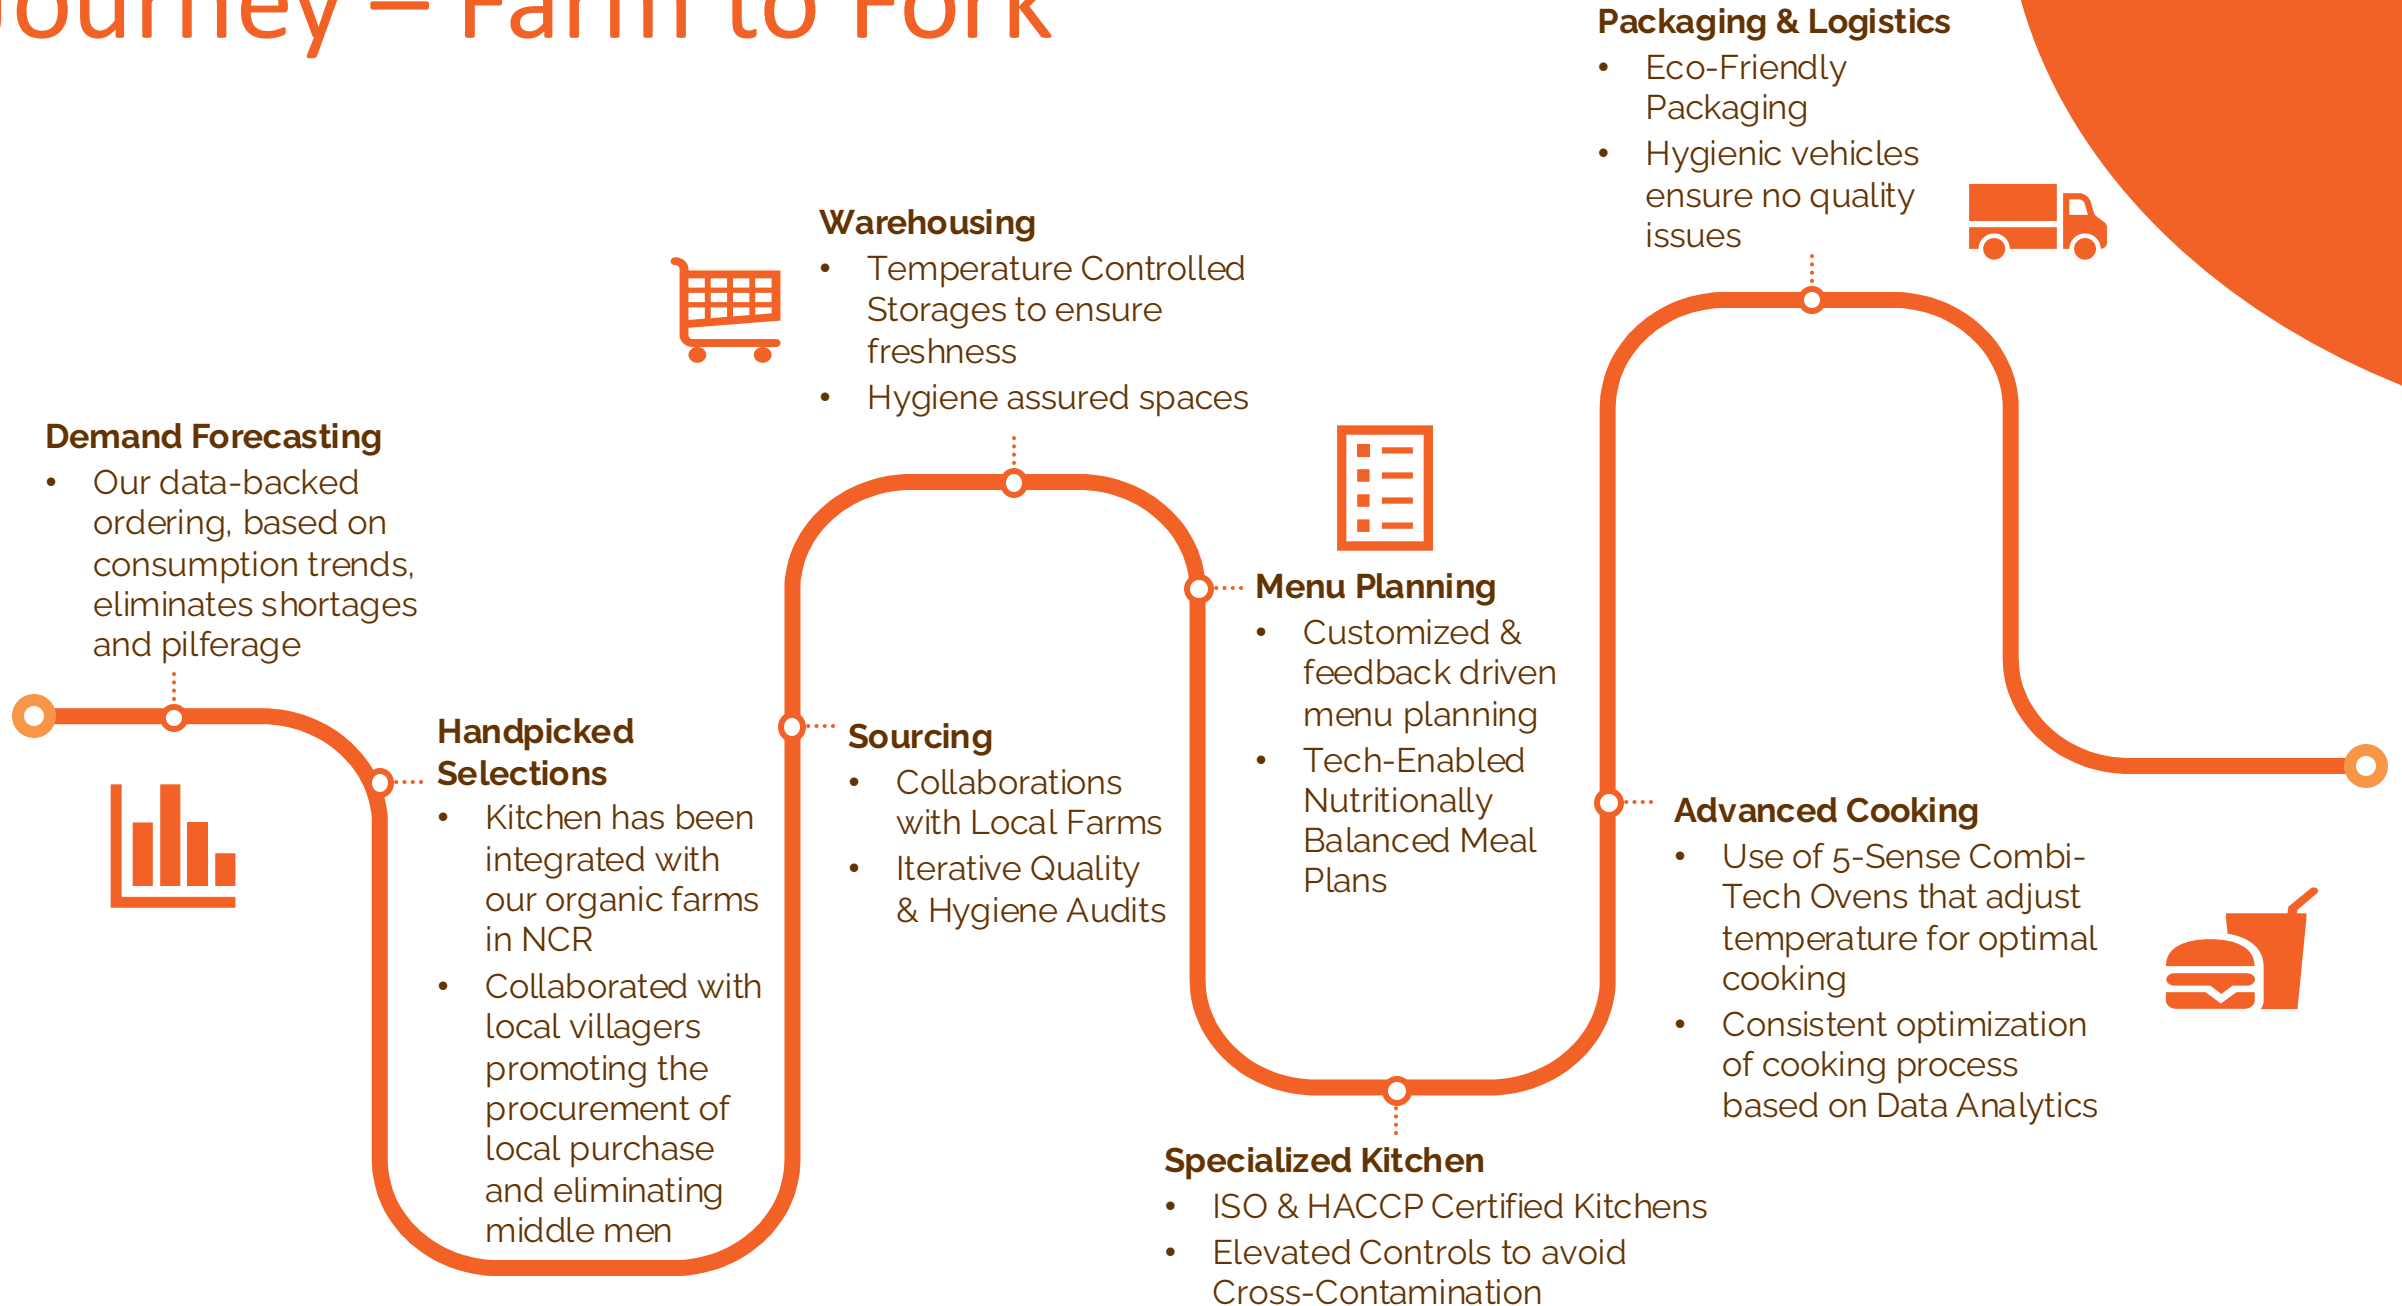 Journey – Farm to Fork
Demand Forecasting
• Our data-backed
ordering, based on
consumption trends,
eliminates shortages
and pilferage
Handpicked
Selections
• Kitchen has been
integrated with
our organic farms
in NCR
• Collaborated with
local villagers
promoting the
procurement of
local purchase
and eliminating
middle men
Sourcing
• Collaborations
with Local Farms
• Iterative Quality
& Hygiene Audits
Warehousing
• Temperature Controlled
Storages to ensure
freshness
• Hygiene assured spaces
Menu Planning
• Customized &
feedback driven
menu planning
• Tech-Enabled
Nutritionally
Balanced Meal
Plans
Specialized Kitchen
• ISO & HACCP Certified Kitchens
• Elevated Controls to avoid
Cross-Contamination
Advanced Cooking
• Use of 5-Sense Combi-
Tech Ovens that adjust
temperature for optimal
cooking
• Consistent optimization
of cooking process
based on Data Analytics
Packaging & Logistics
• Eco-Friendly
Packaging
• Hygienic vehicles
ensure no quality
issues